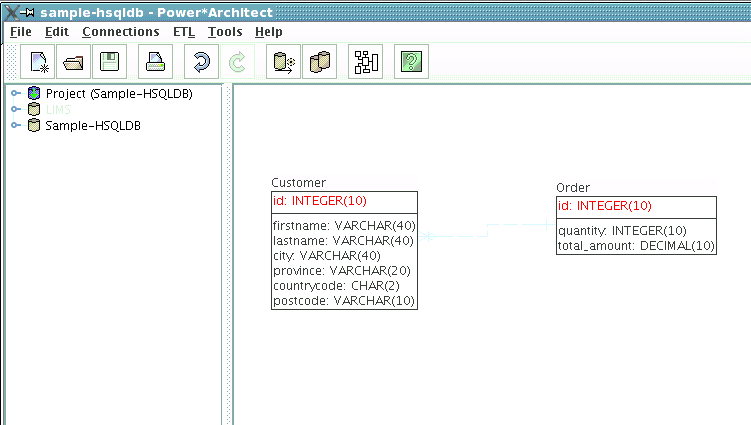 sample-hsqldb - Power*Architect
File Edit Connections ETL Tools Help
Project (Sample-HSQLDB)
LIMS
Sample-HSQLDB
Customer
id: INTEGER(10)
firstname: VARCHAR(40)
lastname: VARCHAR(40)
city: VARCHAR(40)
province: VARCHAR(20)
countrycode: CHAR(2)
postcode: VARCHAR(10)
Order
id: INTEGER(10)
quantity: INTEGER(10)
total_amount: DECIMAL(10)